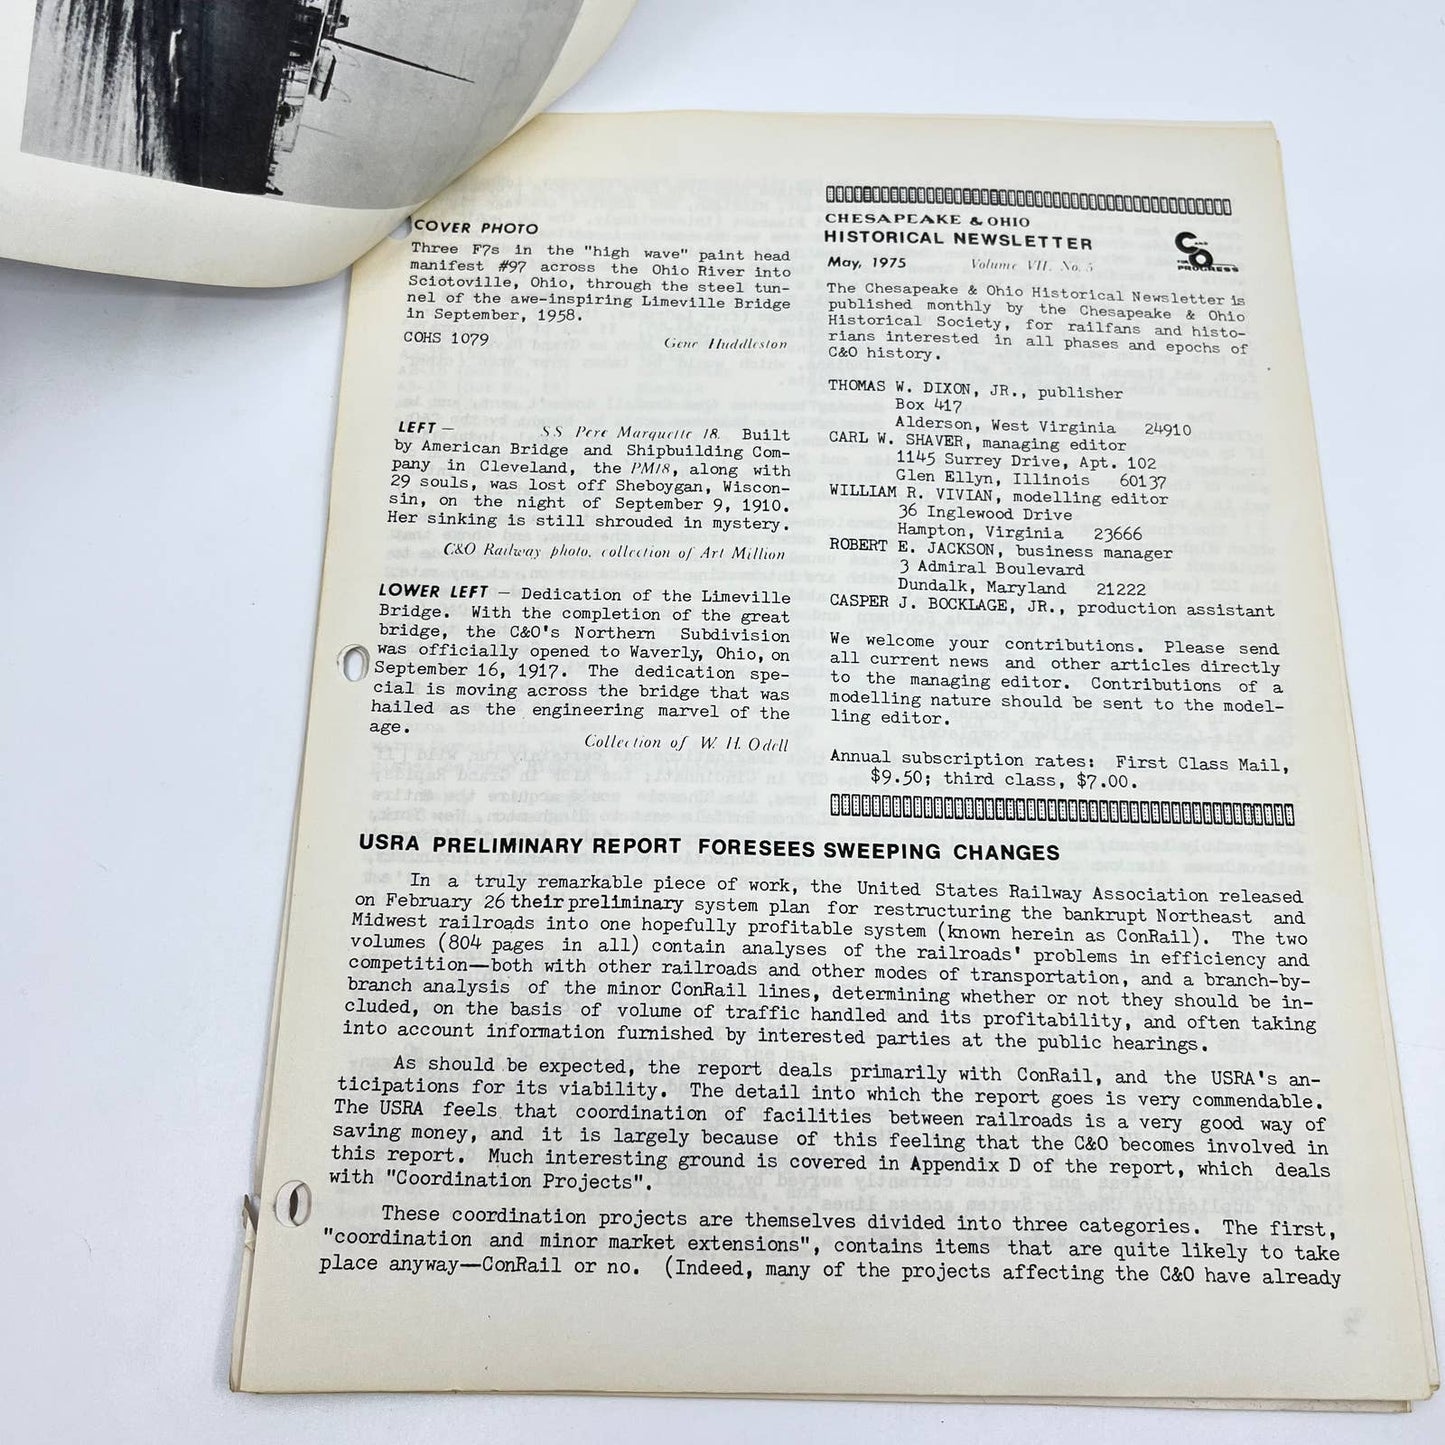 COVER PHOTO
Three F7s in the "high wave" paint head
manifest #97 across the Ohio River into
Sciotoville, Ohio, through the steel tun-
nel of the awe-inspiring Limeville Bridge
in September, 1958.
COHS 1079 Gene Huddleston
LEFT — SS Pere Marquette 18. Built
by American Bridge and Shipbuilding Com-
pany in Cleveland, the PM18, along with
29 souls, was lost off Sheboygan, Wiscon-
sin, on the night of September 9, 1910.
Her sinking is still shrouded in mystery.
C&O Railway photo, collection of Art Million
LOWER LEFT — Dedication of the Limeville
Bridge. With the completion of the great
bridge, the C&O's Northern Subdivision
was officially opened to Waverly, Ohio, on
September 16, 1917. The dedication spe-
cial is moving across the bridge that was
hailed as the engineering marvel of the
age.
Collection of W. H. Odell
CHESAPEAKE & OHIO
HISTORICAL NEWSLETTER
May, 1975 Volume VII, No. 5
C AND O
FOR PROGRESS
The Chesapeake & Ohio Historical Newsletter is
published monthly by the Chesapeake & Ohio
Historical Society, for railfans and histo-
rians interested in all phases and epochs of
C&O history.
THOMAS W. DIXON, JR., publisher
Box 417
Alderson, West Virginia 24910
CARL W. SHAVER, managing editor
1145 Surrey Drive, Apt. 102
Glen Ellyn, Illinois 60137
WILLIAM R. VIVIAN, modelling editor
36 Inglewood Drive
Hampton, Virginia 23666
ROBERT E. JACKSON, business manager
3 Admiral Boulevard
Dundalk, Maryland 21222
CASPER J. BOCKLAGE, JR., production assistant
We welcome your contributions. Please send
all current news and other articles directly
to the managing editor. Contributions of a
modelling nature should be sent to the model-
ling editor.
Annual subscription rates: First Class Mail,
$9.50; third class, $7.00.
USRA PRELIMINARY REPORT FORESEES SWEEPING CHANGES
In a truly remarkable piece of work, the United States Railway Association released
on February 26 their preliminary system plan for restructuring the bankrupt Northeast and
Midwest railroads into one hopefully profitable system (known herein as ConRail). The two
volumes (804 pages in all) contain analyses of the railroads' problems in efficiency and
competition—both with other railroads and other modes of transportation, and a branch-by-
branch analysis of the minor ConRail lines, determining whether or not they should be in-
cluded, on the basis of volume of traffic handled and its profitability, and often taking
into account information furnished by interested parties at the public hearings.
As should be expected, the report deals primarily with ConRail, and the USRA's an-
ticipations for its viability. The detail into which the report goes is very commendable.
The USRA feels that coordination of facilities between railroads is a very good way of
saving money, and it is largely because of this feeling that the C&O becomes involved in
this report. Much interesting ground is covered in Appendix D of the report, which deals
with "Coordination Projects".
These coordination projects are themselves divided into three categories. The first,
"coordination and minor market extensions", contains items that are quite likely to take
place anyway—ConRail or no. (Indeed, many of the projects affecting the C&O have already